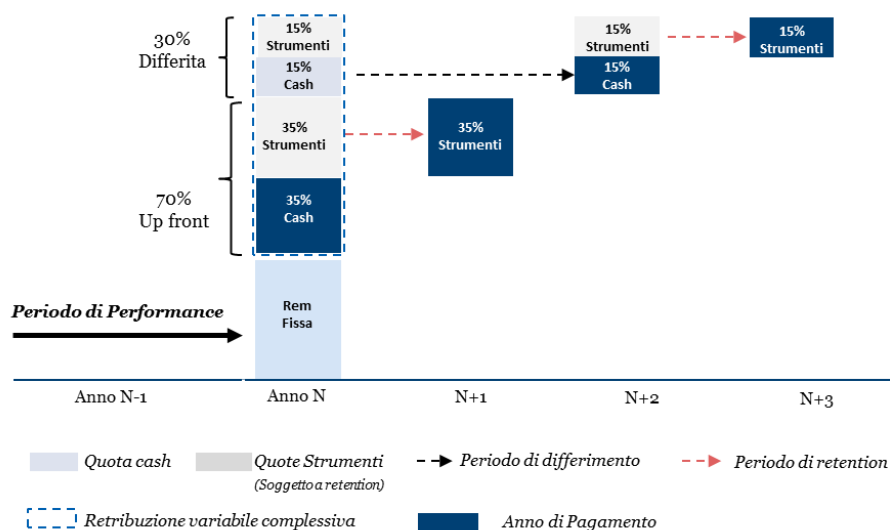 30%
Differita
15%
Strumenti
15%
Cash
15%
Strumenti
15%
Cash
15%
Strumenti
35%
Strumenti
35%
Strumenti
70%
Up front
35%
Cash
Periodo di Performance
Rem
Fissa
Anno N-1
Anno N
N+1
N+2
N+3
Quota cash
Quote Strumenti
(Soggetto a retention)
Periodo di differimento
Periodo di retention
Retribuzione variabile complessiva
Anno di Pagamento